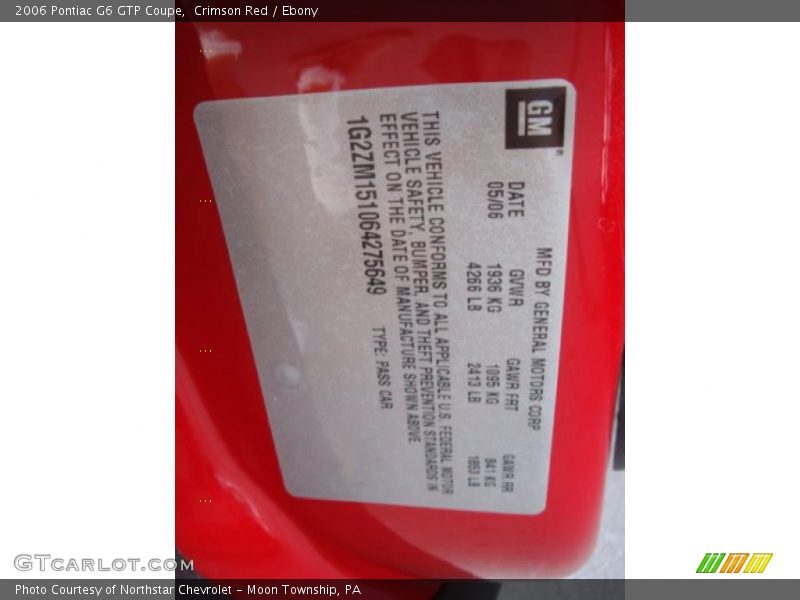 2006 Pontiac G6 GTP Coupe, Crimson Red / Ebony
GM
MFD BY GENERAL MOTORS CORP
DATE GVWR GAWR FRT GAWR RR
05/06 1936 KG 1095 KG 841 KG
4266 LB 2413 LB 1853 LB
THIS VEHICLE CONFORMS TO ALL APPLICABLE U.S. FEDERAL MOTOR
VEHICLE SAFETY, BUMPER, AND THEFT PREVENTION STANDARDS IN
EFFECT ON THE DATE OF MANUFACTURE SHOWN ABOVE
1G2ZM151064275649 TYPE: PASS CAR
GTcarlot.com
Photo Courtesy of Northstar Chevrolet - Moon Township, PA